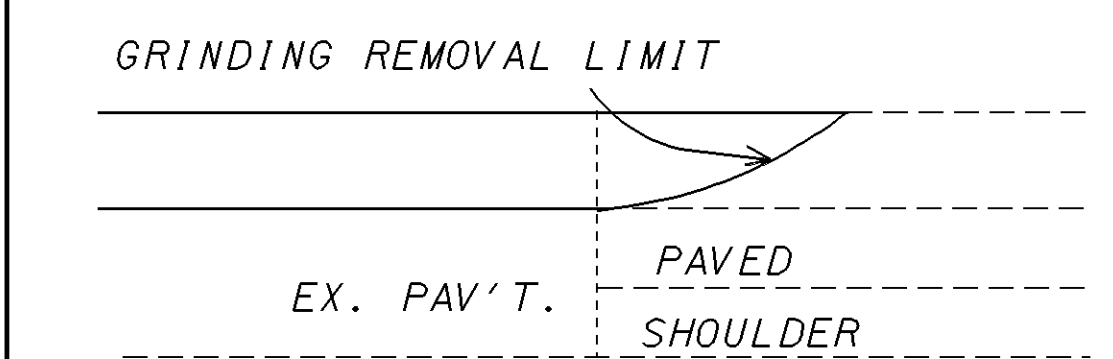 GRINDING REMOVAL LIMIT
PAVED
EX. PAV'T.
SHOULDER